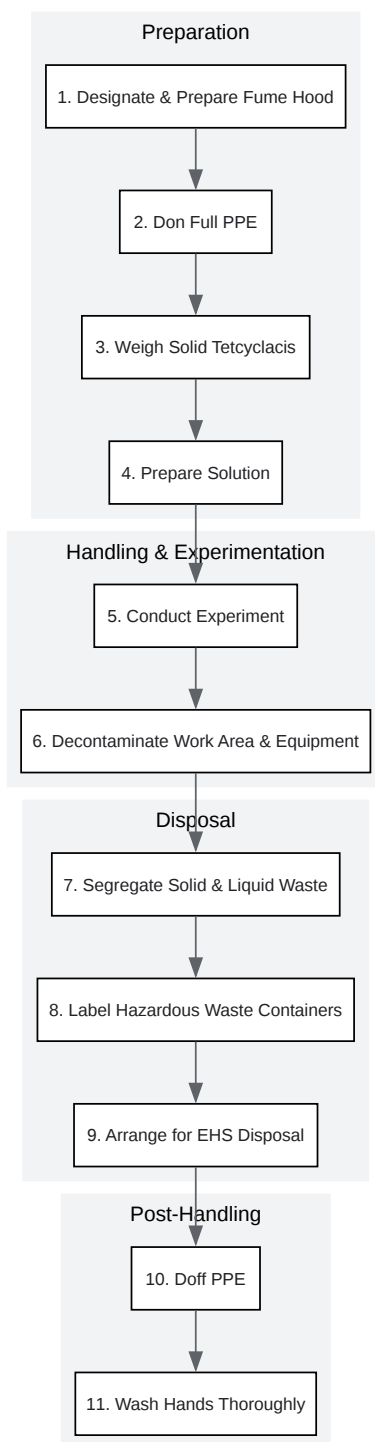 Preparation
1. Designate & Prepare Fume Hood
2. Don Full PPE
3. Weigh Solid Tetcyclacis
4. Prepare Solution
Handling & Experimentation
5. Conduct Experiment
6. Decontaminate Work Area & Equipment
Disposal
7. Segregate Solid & Liquid Waste
8. Label Hazardous Waste Containers
9. Arrange for EHS Disposal
Post-Handling
10. Doff PPE
11. Wash Hands Thoroughly